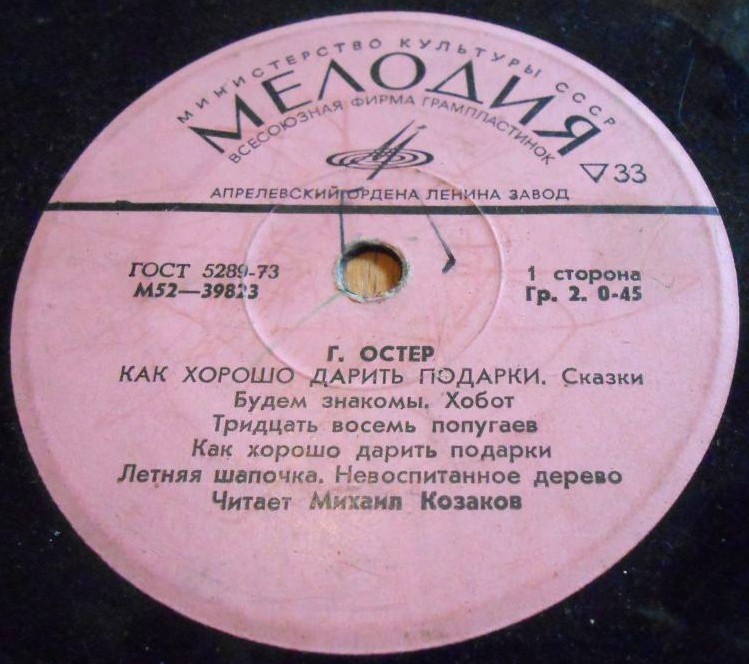 МИНИСТЕРСТВО КУЛЬТУРЫ СССР
МЕЛОДИЯ
ВСЕСОЮЗНАЯ ФИРМА ГРАМПЛАСТИНОК
33
АПРЕЛЕВСКИЙ ОРДЕНА ЛЕНИНА ЗАВОД
ГОСТ 5289-73
М52—39823
1 сторона
Гр. 2. 0-45
Г. ОСТЕР
КАК ХОРОШО ДАРИТЬ ПОДАРКИ. Сказки
Будем знакомы. Хобот
Тридцать восемь попугаев
Как хорошо дарить подарки
Летняя шапочка. Невоспитанное дерево
Читает Михаил Козаков